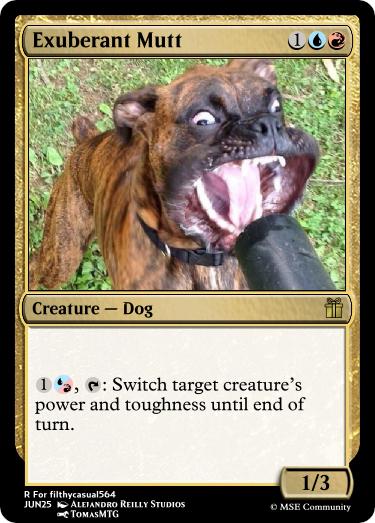 Exuberant Mutt 1
Creature — Dog
1, : Switch target creature's
power and toughness until end of
turn.
1/3
R For filthycasual564
JUN25 Alejandro Reilly Studios
TomasMTG
© MSE Community